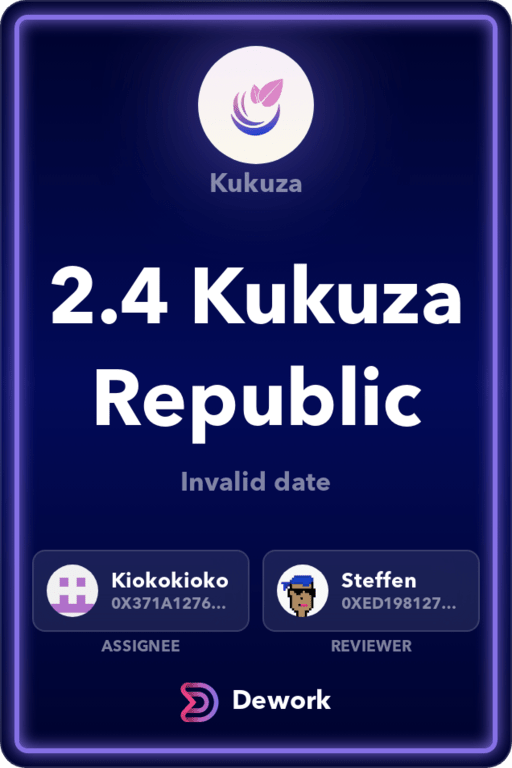 Kukuza
2.4 Kukuza
Republic
Invalid date
Kiokokioko
0X371A1276...
ASSIGNEE
Steffen
0XED198127...
REVIEWER
Dework